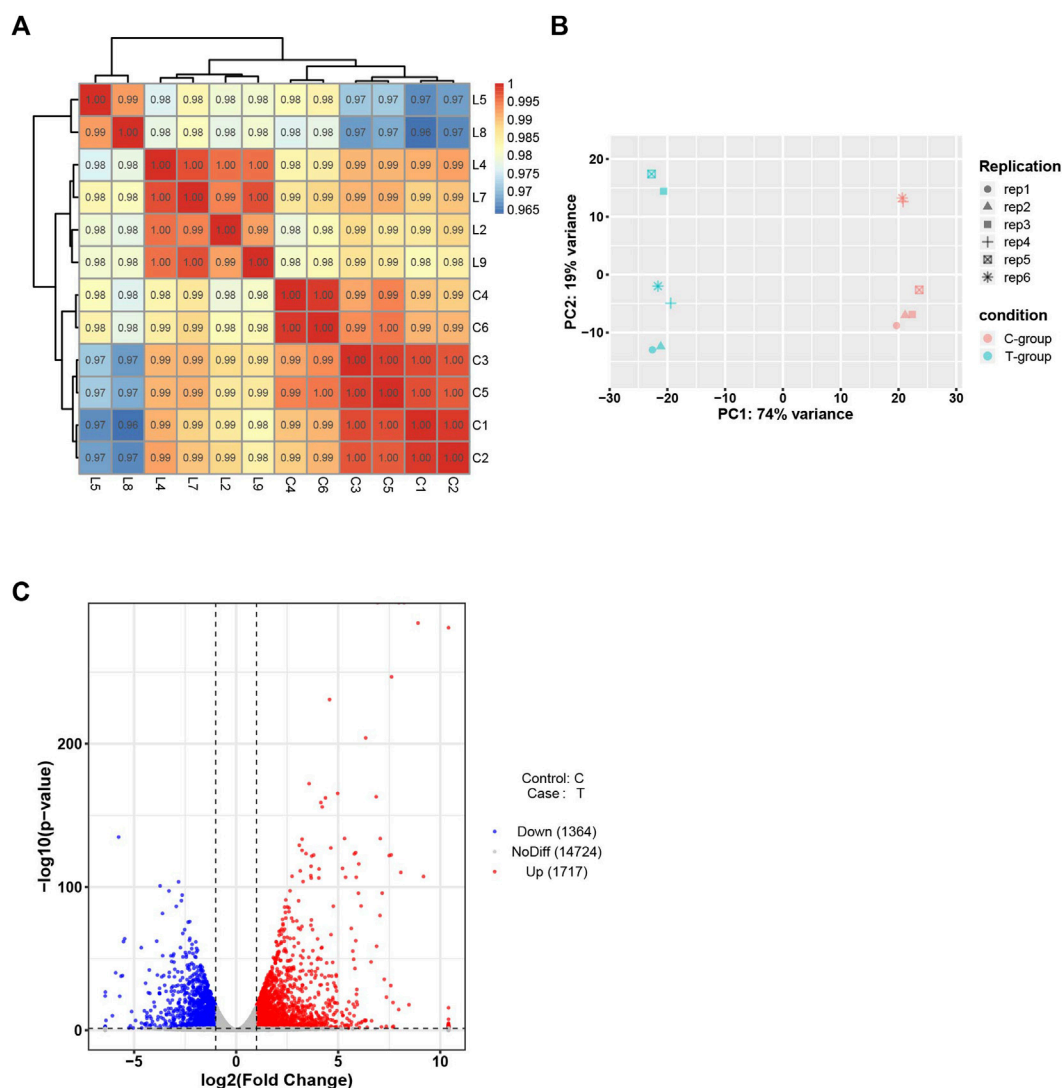 A
1
0.995
0.99
0.985
0.98
0.975
0.97
0.965
1.00 0.99 0.98 0.98 0.98 0.98 0.98 0.98 0.97 0.97 0.97 0.97 L5
0.99 1.00 0.98 0.98 0.98 0.98 0.98 0.98 0.97 0.97 0.96 0.97 L8
0.98 0.98 1.00 1.00 1.00 1.00 0.98 0.99 0.99 0.99 0.99 0.99 L4
0.98 0.98 1.00 1.00 0.99 1.00 0.98 0.99 0.99 0.99 0.99 0.99 L7
0.98 0.98 1.00 0.99 1.00 0.99 0.98 0.98 0.99 0.99 0.99 0.99 L2
0.98 0.98 1.00 1.00 0.99 1.00 0.98 0.98 0.99 0.99 0.98 0.98 L9
0.98 0.98 0.98 0.98 0.98 0.98 1.00 1.00 0.99 0.99 0.99 0.99 C4
0.98 0.98 0.99 0.99 0.98 0.98 1.00 1.00 0.99 1.00 0.99 0.99 C6
0.97 0.97 0.99 0.99 0.99 0.99 0.99 0.99 1.00 1.00 1.00 1.00 C3
0.97 0.97 0.99 0.99 0.99 0.99 0.99 1.00 1.00 1.00 1.00 1.00 C5
0.97 0.96 0.99 0.99 0.99 0.98 0.99 0.99 1.00 1.00 1.00 1.00 C1
0.97 0.97 0.99 0.99 0.99 0.98 0.99 0.99 1.00 1.00 1.00 1.00 C2
L5 L8 L4 L7 L2 L9 C4 C6 C3 C5 C1 C2
B
PC2: 19% variance
20
10
0
−10
−30 −20 −10 0 10 20 30
PC1: 74% variance
Replication
rep1
rep2
rep3
rep4
rep5
rep6
condition
C-group
T-group
C
−log10(p−value)
200
100
0
−5 0 5 10
log2(Fold Change)
Control: C
Case : T
Down (1364)
NoDiff (14724)
Up (1717)